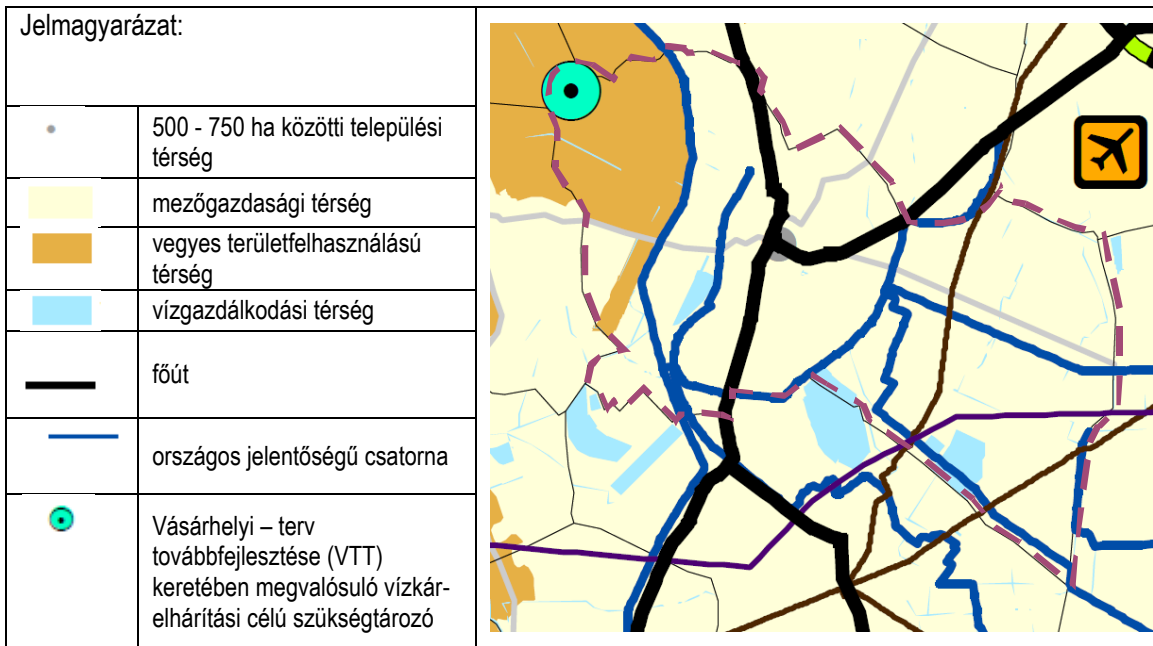 Jelmagyarázat:
500 - 750 ha közötti települési
térség
mezőgazdasági térség
vegyes területfelhasználású
térség
vízgazdálkodási térség
főút
országos jelentőségű csatorna
Vásárhelyi – terv
továbbfejlesztése (VTT)
keretében megvalósuló vízkár-
elhárítási célú szükségtározó